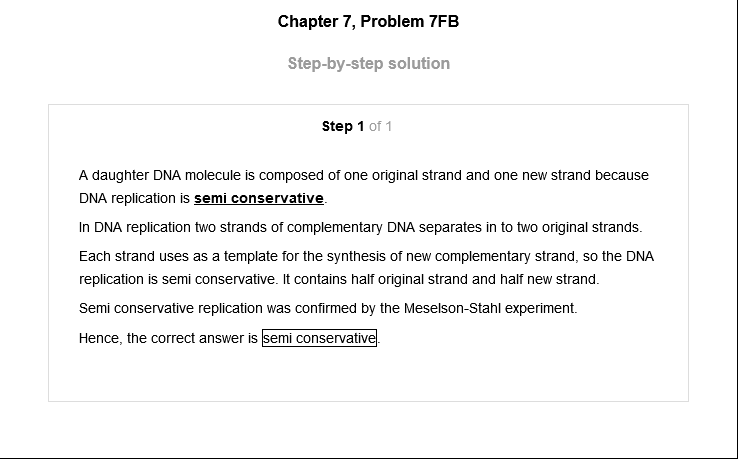 Chapter 7, Problem 7FB
Step-by-step solution
Step 1 of 1
A daughter DNA molecule is composed of one original strand and one new strand because
DNA replication is semi conservative.
In DNA replication two strands of complementary DNA separates in to two original strands.
Each strand uses as a template for the synthesis of new complementary strand, so the DNA
replication is semi conservative. It contains half original strand and half new strand.
Semi conservative replication was confirmed by the Meselson-Stahl experiment.
Hence, the correct answer is semi conservative.